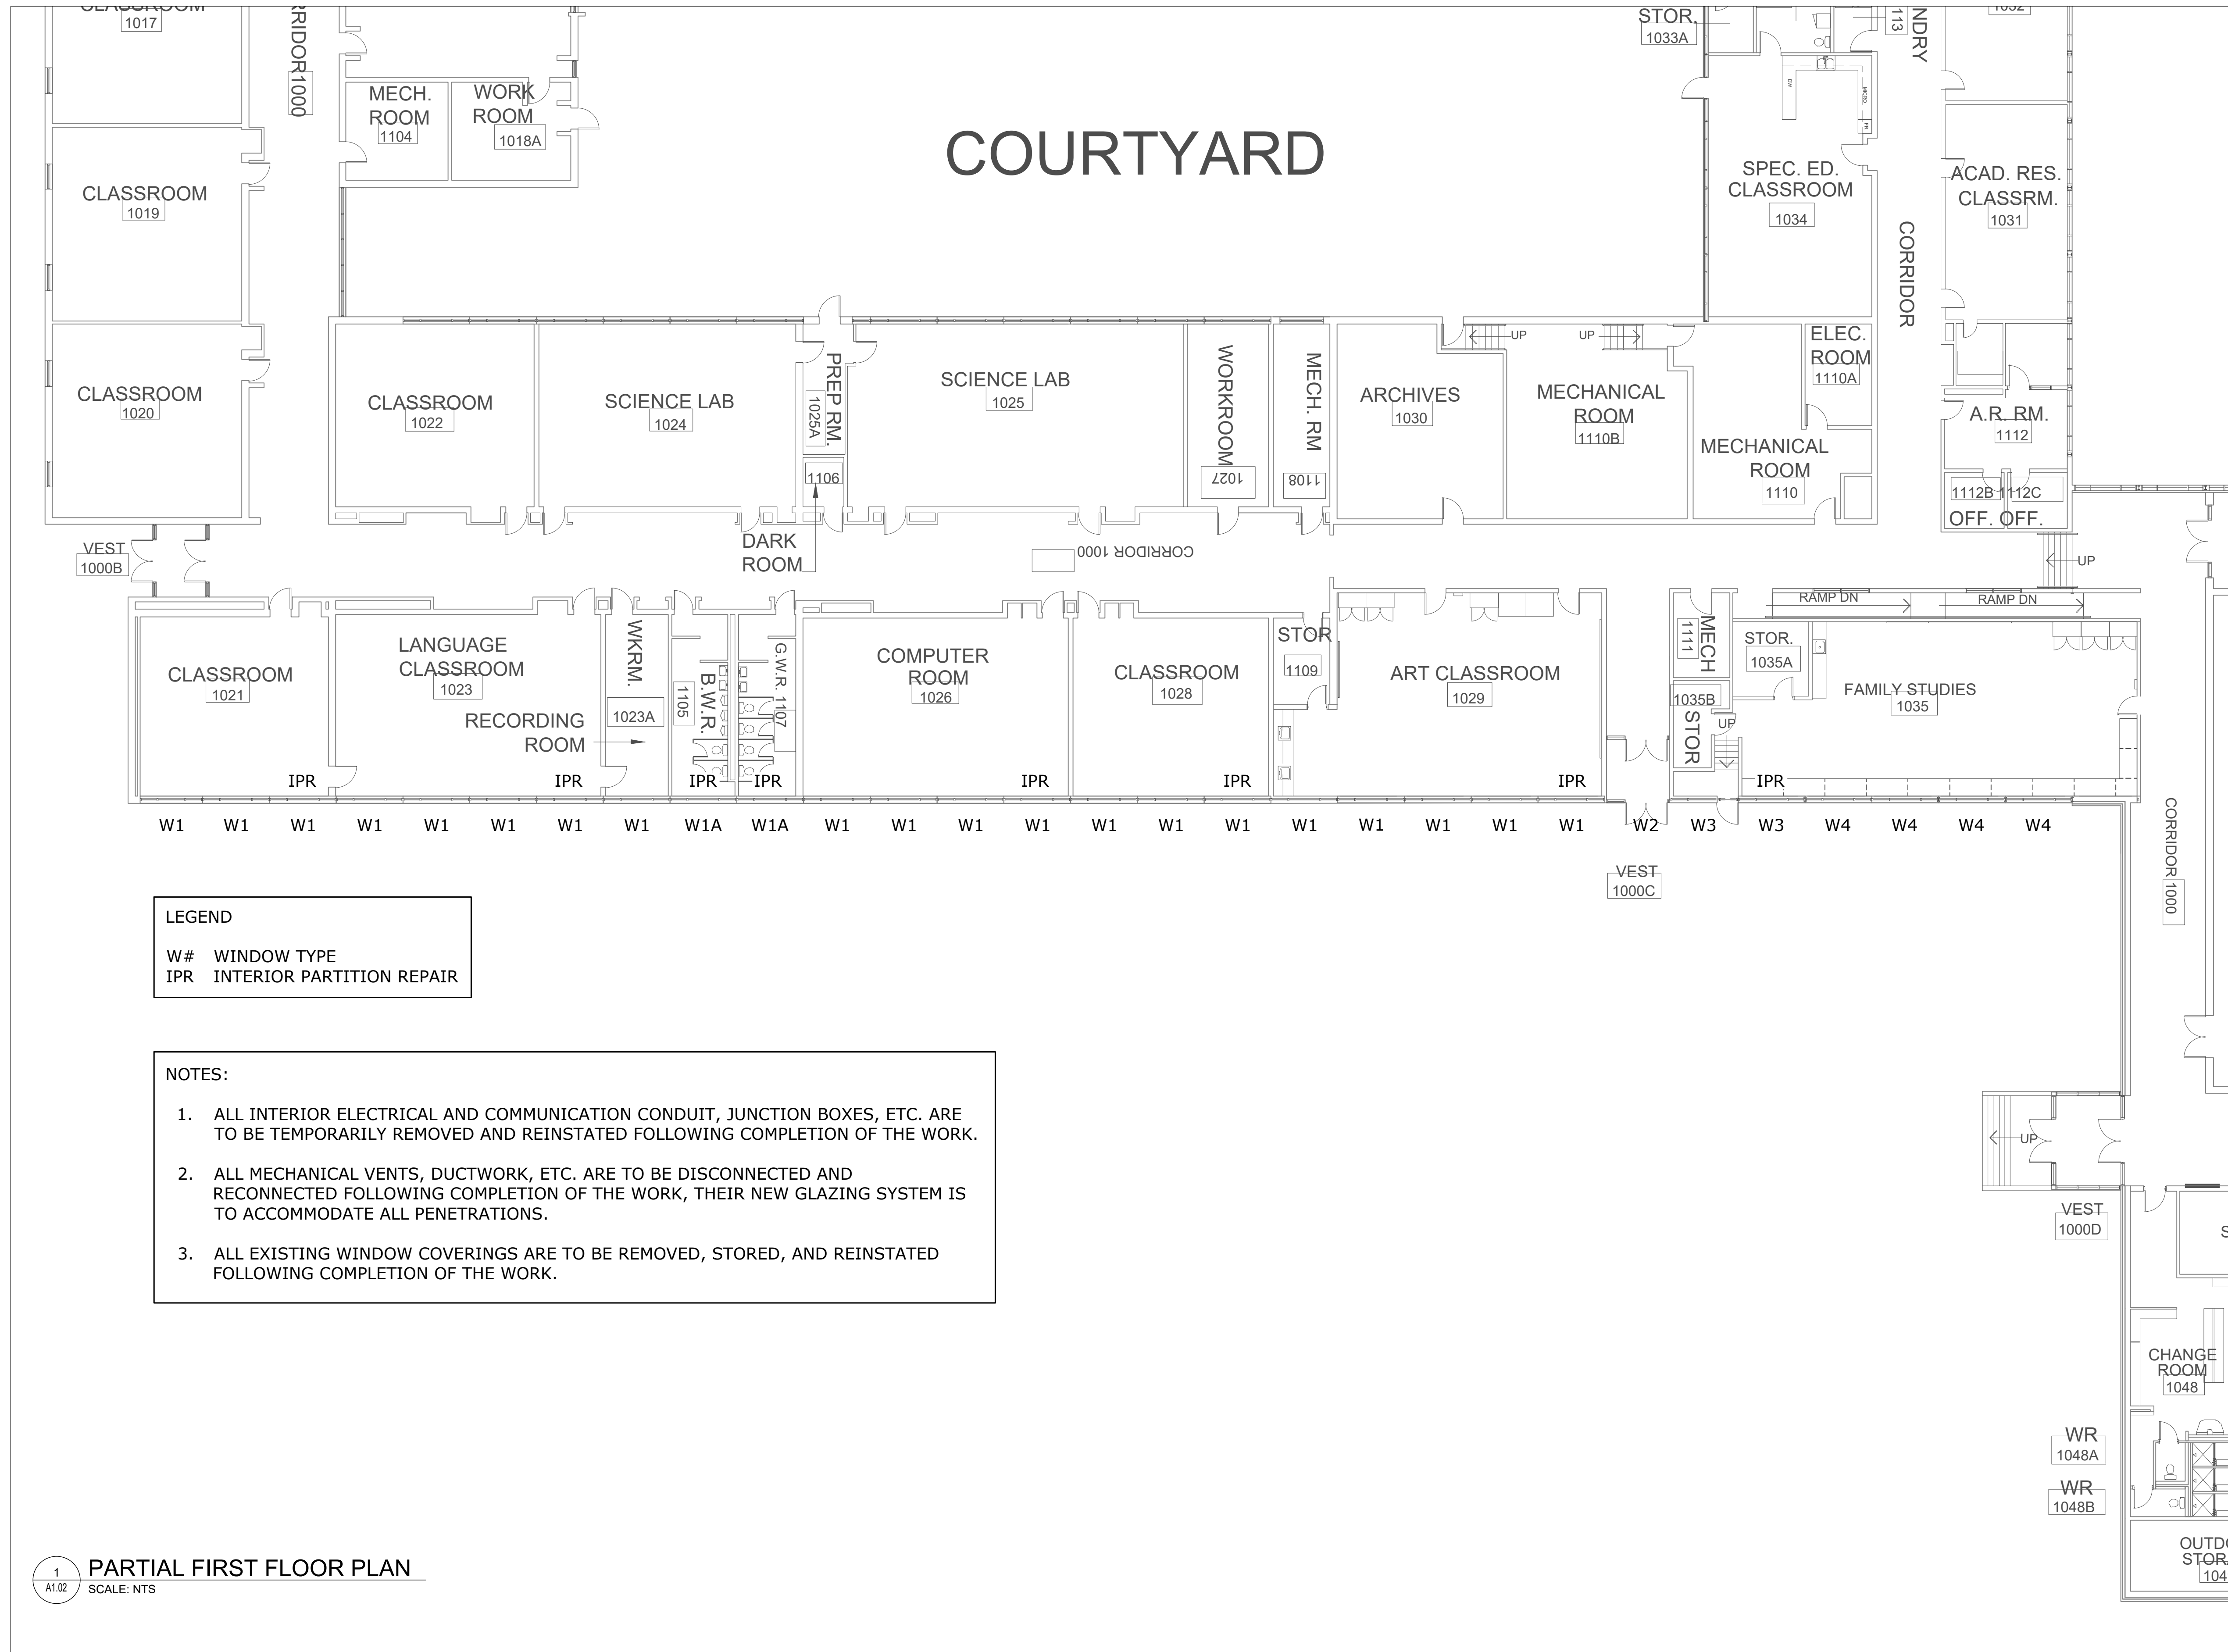 1017
RRIDOR1000
MECH.
ROOM
1104
WORK
ROOM
1018A
COURTYARD
STOR.
1033A
113
NDRY
1032
DW
MICRO.
FR
SPEC. ED.
CLASSROOM
1034
ACAD. RES.
CLASSRM.
1031
CORRIDOR
CLASSROOM
1019
CLASSROOM
1020
CLASSROOM
1022
SCIENCE LAB
1024
PREP RM.
1025A
1106
SCIENCE LAB
1025
WORKROOM
1027
MECH. RM
1108
ARCHIVES
1030
UP
UP
MECHANICAL
ROOM
1110B
ELEC.
ROOM
1110A
MECHANICAL
ROOM
1110
A.R. RM.
1112
1112B
1112C
OFF.
OFF.
VEST
1000B
DARK
ROOM
CORRIDOR 1000
UP
RAMP DN
RAMP DN
CLASSROOM
1021
LANGUAGE
CLASSROOM
1023
RECORDING
ROOM
WKRM.
1023A
1105
B.W.R.
G.W.R. 1107
COMPUTER
ROOM
1026
CLASSROOM
1028
STOR
1109
ART CLASSROOM
1029
MECH
1111
1035B
STOR
UP
STOR.
1035A
FAMILY STUDIES
1035
IPR IPR IPR IPR IPR IPR IPR IPR
W1 W1 W1 W1 W1 W1 W1 W1 W1A W1A W1 W1 W1 W1 W1 W1 W1 W1 W1 W1 W1 W1 W2 W3 W3 W4 W4 W4 W4
VEST
1000C
CORRIDOR 1000
LEGEND
W# WINDOW TYPE
IPR INTERIOR PARTITION REPAIR
NOTES:
1. ALL INTERIOR ELECTRICAL AND COMMUNICATION CONDUIT, JUNCTION BOXES, ETC. ARE
TO BE TEMPORARILY REMOVED AND REINSTATED FOLLOWING COMPLETION OF THE WORK.
2. ALL MECHANICAL VENTS, DUCTWORK, ETC. ARE TO BE DISCONNECTED AND
RECONNECTED FOLLOWING COMPLETION OF THE WORK, THEIR NEW GLAZING SYSTEM IS
TO ACCOMMODATE ALL PENETRATIONS.
3. ALL EXISTING WINDOW COVERINGS ARE TO BE REMOVED, STORED, AND REINSTATED
FOLLOWING COMPLETION OF THE WORK.
UP
VEST
1000D
S
CHANGE
ROOM
1048
WR
1048A
WR
1048B
OUTDO
STOR
104
1
A1.02
PARTIAL FIRST FLOOR PLAN
SCALE: NTS